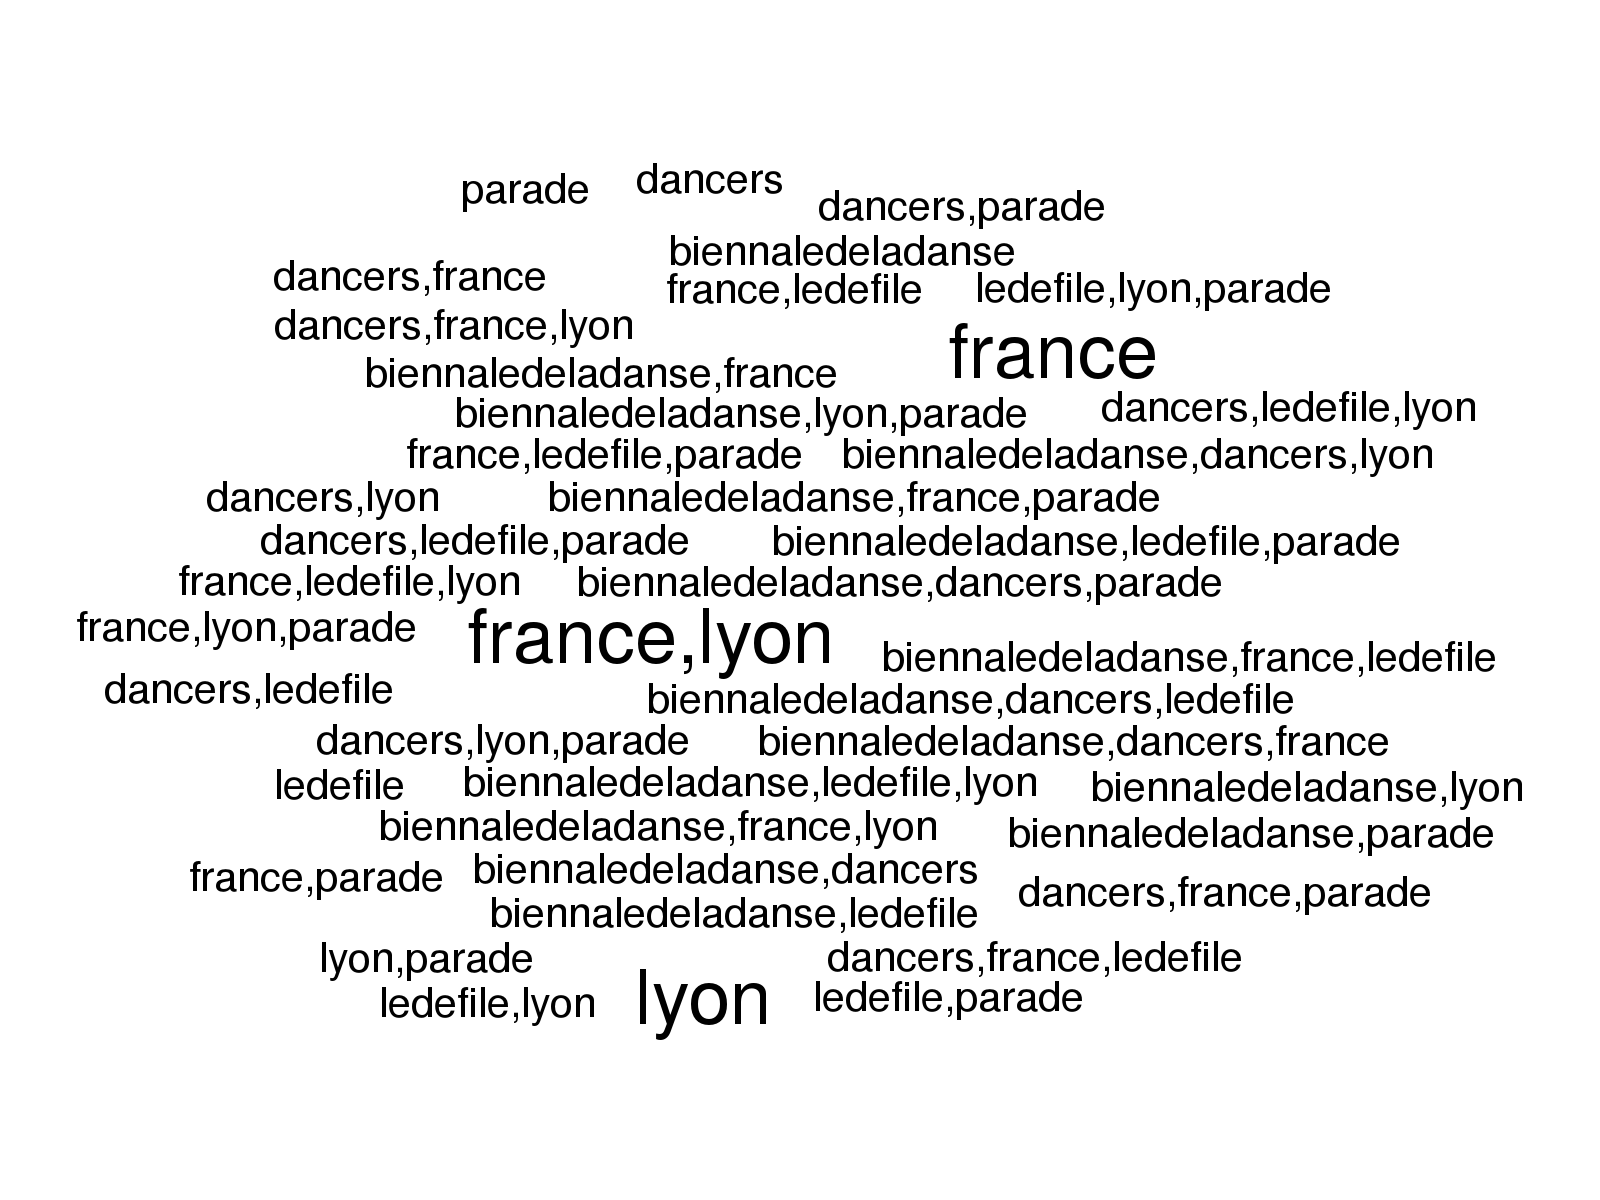 parade dancers
dancers,parade
biennaledeladanse
dancers,france france,ledefile ledefile,lyon,parade
dancers,france,lyon france
biennaledeladanse,france
biennaledeladanse,lyon,parade dancers,ledefile,lyon
france,ledefile,parade biennaledeladanse,dancers,lyon
dancers,lyon biennaledeladanse,france,parade
dancers,ledefile,parade biennaledeladanse,ledefile,parade
france,ledefile,lyon biennaledeladanse,dancers,parade
france,lyon,parade france,lyon
biennaledeladanse,france,ledefile
dancers,ledefile biennaledeladanse,dancers,ledefile
dancers,lyon,parade biennaledeladanse,dancers,france
ledefile biennaledeladanse,ledefile,lyon biennaledeladanse,lyon
biennaledeladanse,france,lyon biennaledeladanse,parade
france,parade biennaledeladanse,dancers
dancers,france,parade
biennaledeladanse,ledefile
lyon,parade dancers,france,ledefile
ledefile,lyon lyon ledefile,parade